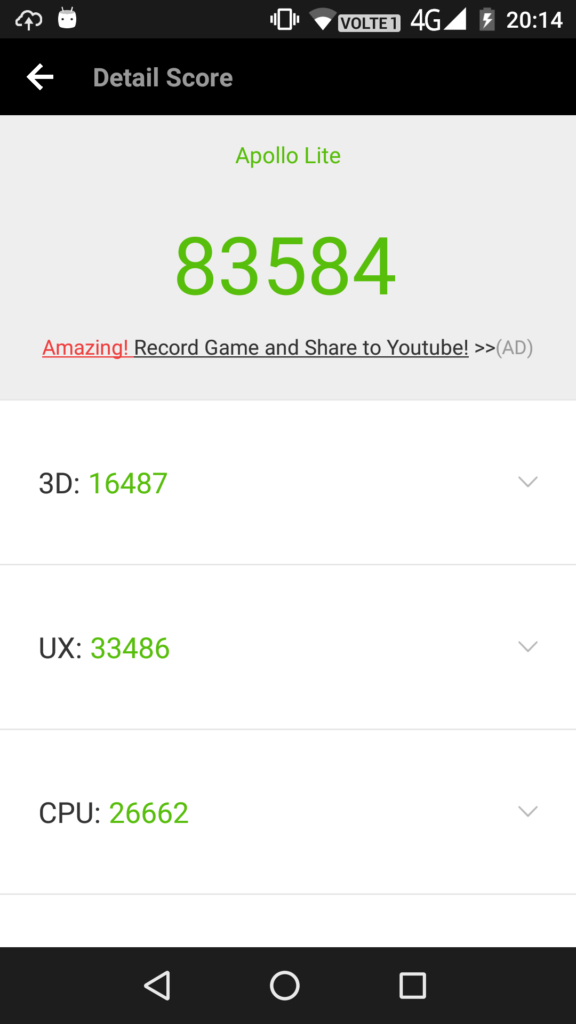 VOLTE 1 4G 20:14
Detail Score
Apollo Lite
83584
Amazing! Record Game and Share to Youtube! >>(AD)
3D: 16487
UX: 33486
CPU: 26662